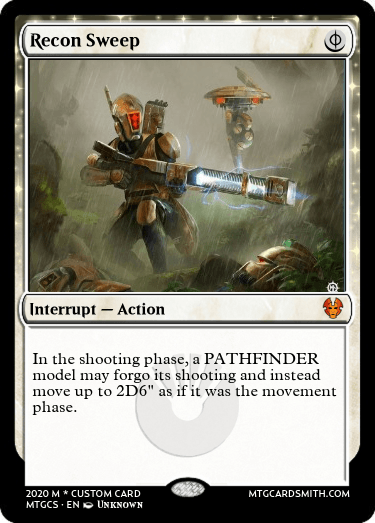 Recon Sweep
Interrupt — Action
In the shooting phase, a PATHFINDER
model may forgo its shooting and instead
move up to 2D6" as if it was the movement
phase.
2020 M * CUSTOM CARD
MTGCS · EN Unknown
MTGCARDSMITH.COM